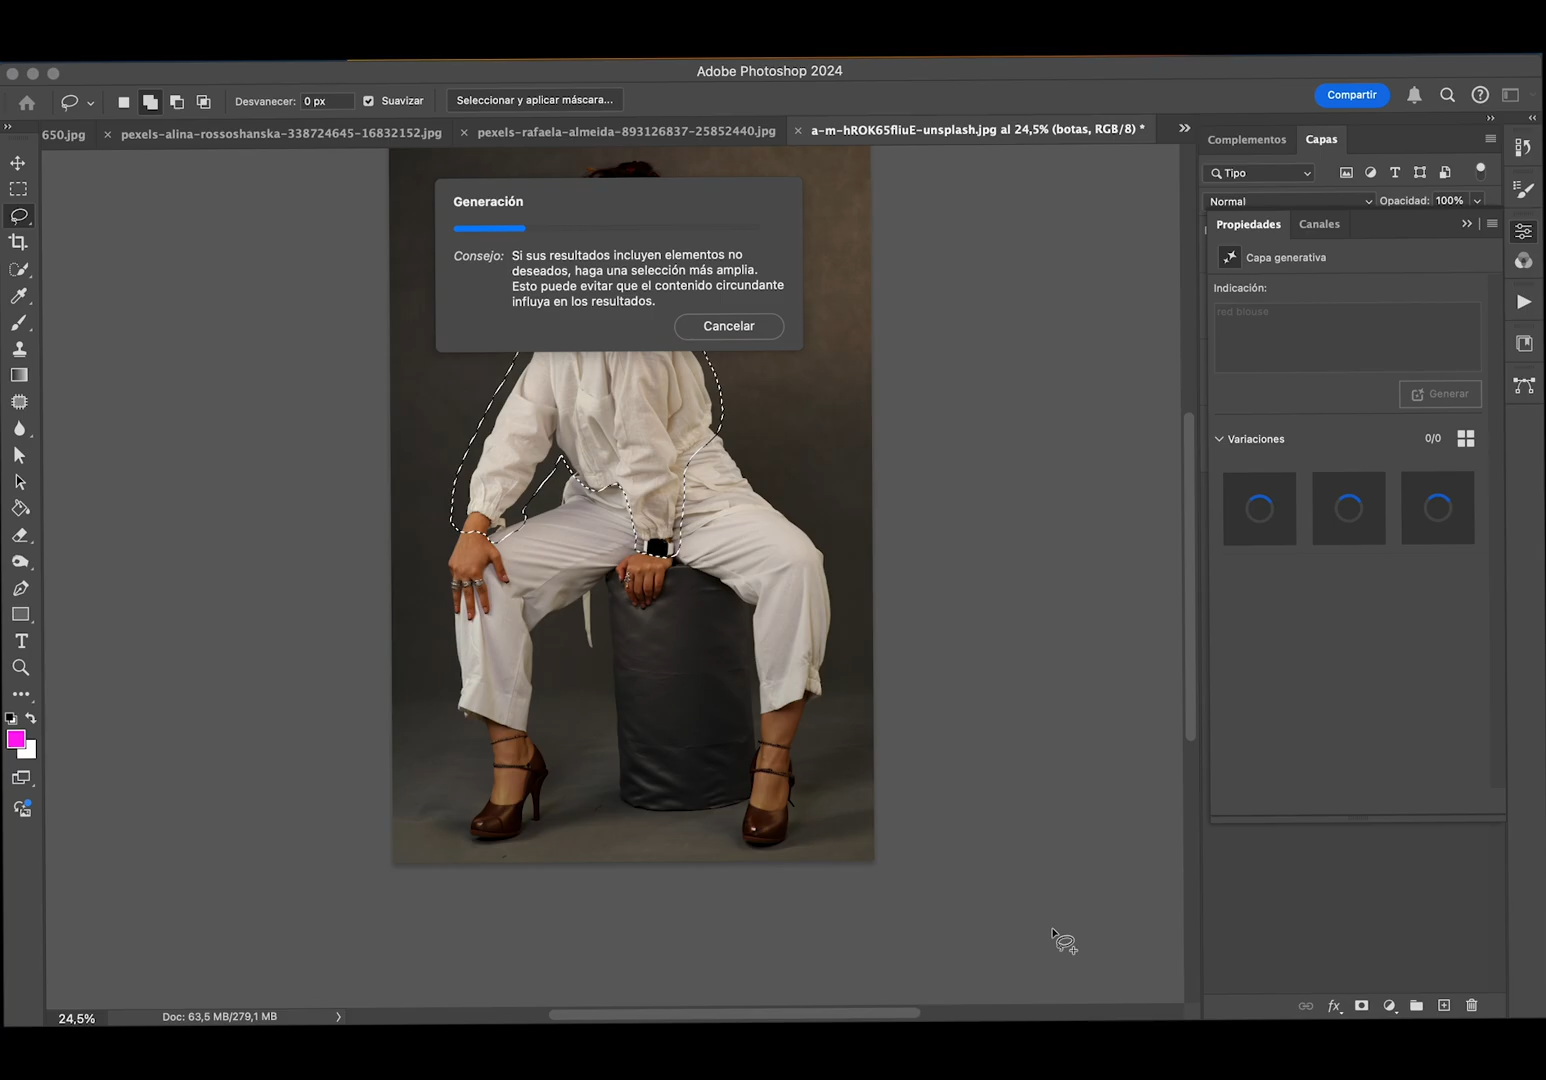 Adobe Photoshop 2024
Desvanecer: 0 px Suavizar Seleccionar y aplicar máscara... Compartir
650.jpg × pexels-alina-rossoshanska-338724645-16832152.jpg × pexels-rafaela-almeida-893126837-25852440.jpg × a-m-hROK65fliuE-unsplash.jpg al 24,5% (botas, RGB/8) *
Complementos Capas
Tipo
Normal Opacidad: 100%
Propiedades Canales
Capa generativa
Indicación:
red blouse
Generar
Variaciones 0/0
Generación
Consejo: Si sus resultados incluyen elementos no
deseados, haga una selección más amplia.
Esto puede evitar que el contenido circundante
influya en los resultados.
Cancelar
T
24,5% Doc: 63,5 MB/279,1 MB
fx